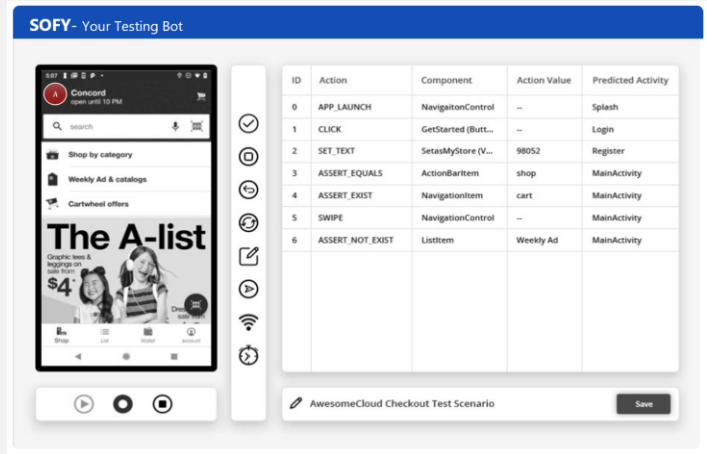 SOFY- Your Testing Bot
5:07
A
Concord
open until 10 PM
search
Shop by category
Weekly Ad & catalogs
Cartwheel offers
The A-list
Graphic tees &
leggings on
sale from
$4
Shop List Wallet account
ID Action Component Action Value Predicted Activity
0 APP_LAUNCH NavigaitonControl -- Splash
1 CLICK GetStarted (Butt... -- Login
2 SET_TEXT SetasMyStore (V... 98052 Register
3 ASSERT_EQUALS ActionBarItem shop MainActivity
4 ASSERT_EXIST NavigationItem cart MainActivity
5 SWIPE NavigationControl -- MainActivity
6 ASSERT_NOT_EXIST ListItem Weekly Ad MainActivity
AwesomeCloud Checkout Test Scenario
Save